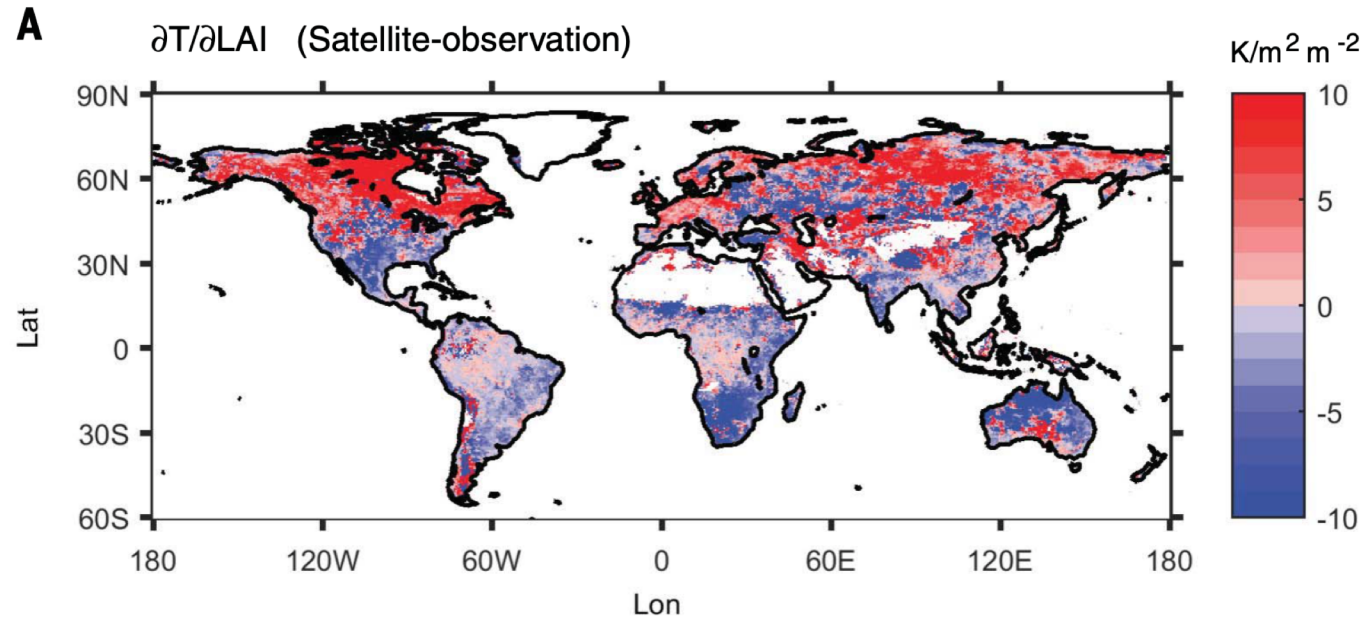 A
∂T/∂LAI (Satellite-observation)
K/m² m⁻²
90N
60N
30N
0
30S
60S
Lat
180
120W
60W
0
60E
120E
180
Lon
10
5
0
-5
-10